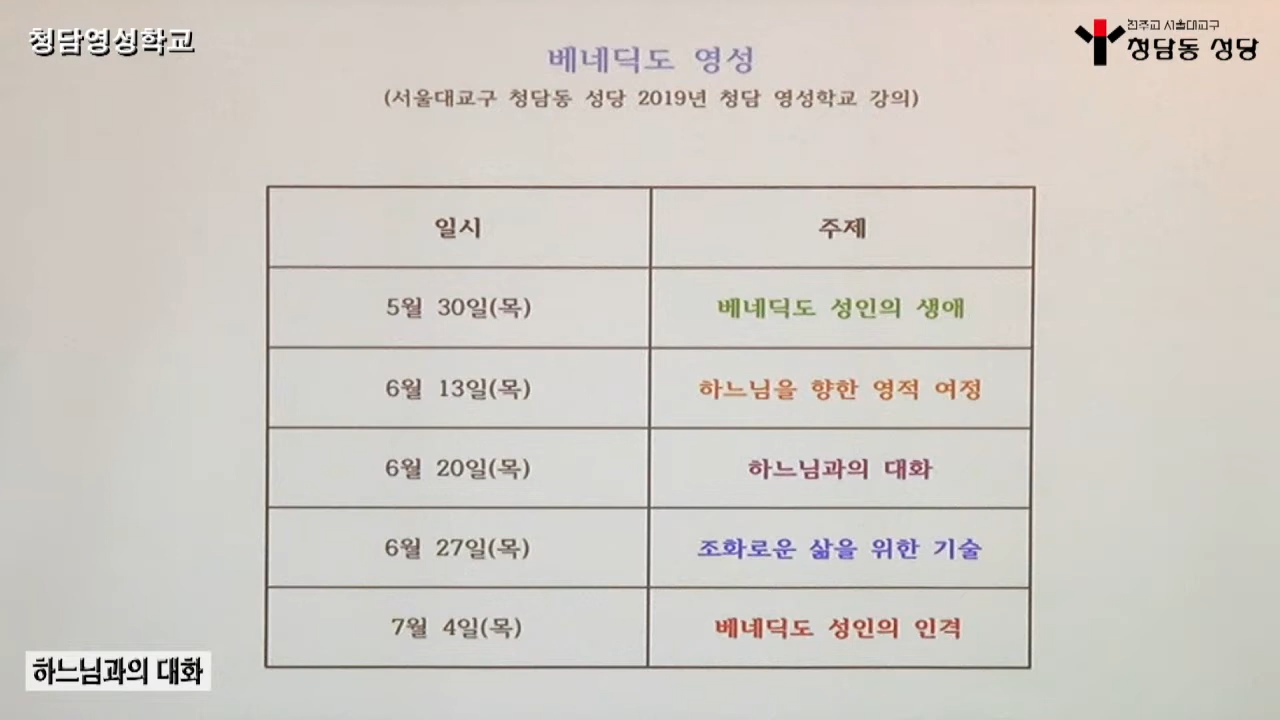 청담영성학교
천주교 서울대교구
청담동 성당
베네딕도 영성
(서울대교구 청담동 성당 2019년 청담 영성학교 강의)
일시 주제
5월 30일(목) 베네딕도 성인의 생애
6월 13일(목) 하느님을 향한 영적 여정
6월 20일(목) 하느님과의 대화
6월 27일(목) 조화로운 삶을 위한 기술
7월 4일(목) 베네딕도 성인의 인격
하느님과의 대화